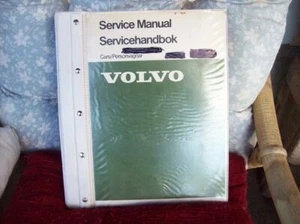 Service Manual
Servicehandbok
Cars/Personvagnar
VOLVO